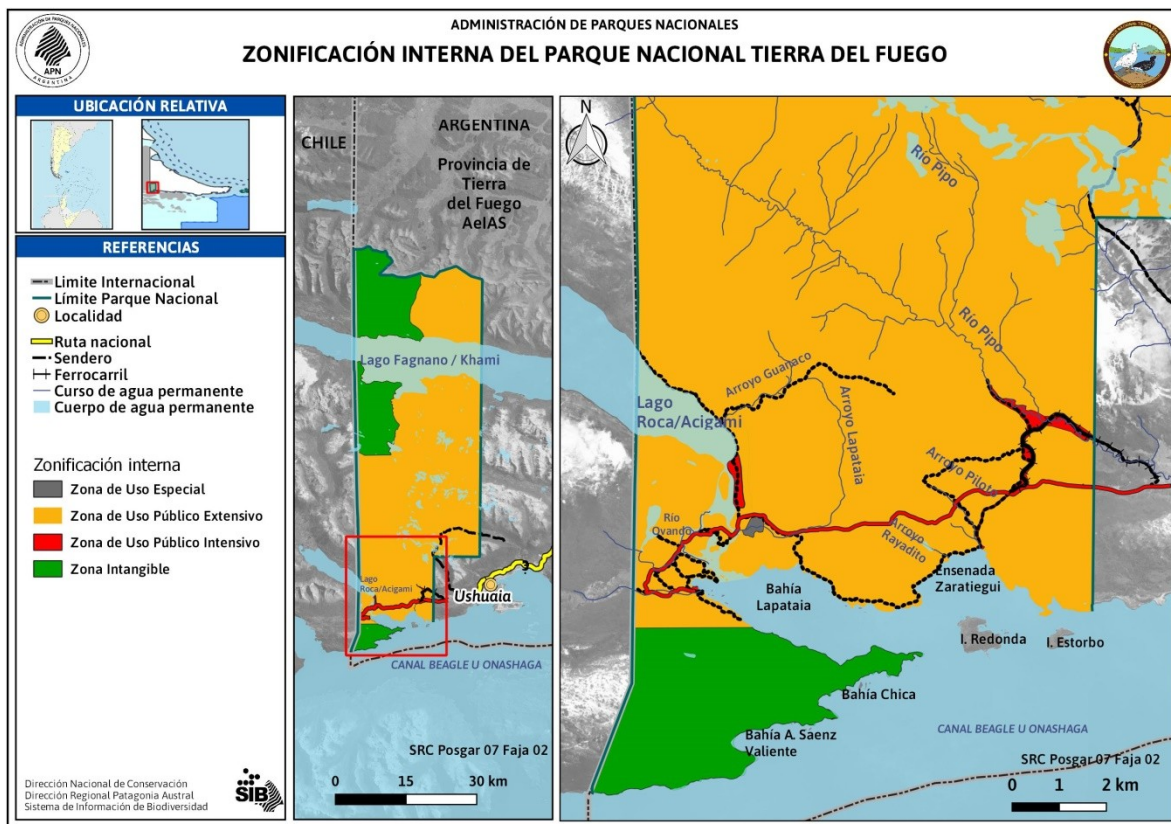 ADMINISTRACIÓN DE PARQUES NACIONALES
ZONIFICACIÓN INTERNA DEL PARQUE NACIONAL TIERRA DEL FUEGO
ADMINISTRACIÓN DE PARQUES NACIONALES
APN
ARGENTINA
UBICACIÓN RELATIVA
REFERENCIAS
Limite Internacional
Límite Parque Nacional
Localidad
Ruta nacional
Sendero
Ferrocarril
Curso de agua permanente
Cuerpo de agua permanente
Zonificación interna
Zona de Uso Especial
Zona de Uso Público Extensivo
Zona de Uso Público Intensivo
Zona Intangible
Dirección Nacional de Conservación
Dirección Regional Patagonia Austral
Sistema de Información de Biodiversidad
SIB
CHILE
ARGENTINA
Provincia de
Tierra
del Fuego
AeIAS
Lago Fagnano / Khami
Lago
Roca/Acigami
Ushuaia
CANAL BEAGLE U ONASHAGA
SRC Posgar 07 Faja 02
0 15 30 km
N
Río Pipo
Río Pipo
Arroyo Guanaco
Lago
Roca/Acigami
Arroyo Lapataia
Arroyo Piloto
Río
Ovando
Arroyo
Rayadito
Ensenada
Zaratiegui
Bahía
Lapataia
I. Redonda
I. Estorbo
Bahía Chica
Bahía A. Saenz
Valiente
CANAL BEAGLE U ONASHAGA
SRC Posgar 07 Faja 02
0 1 2 km